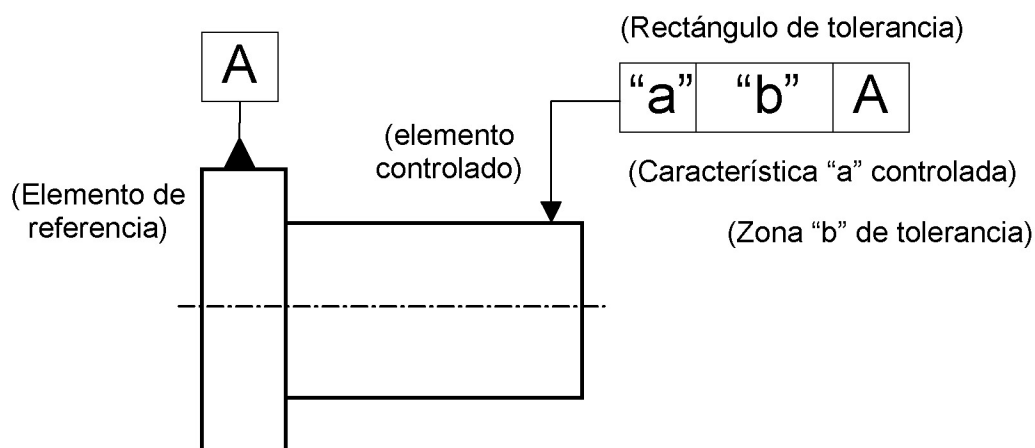 (Rectángulo de tolerancia)
A
“a” “b” A
(elemento
controlado)
(Característica “a” controlada)
(Elemento de
referencia)
(Zona “b” de tolerancia)